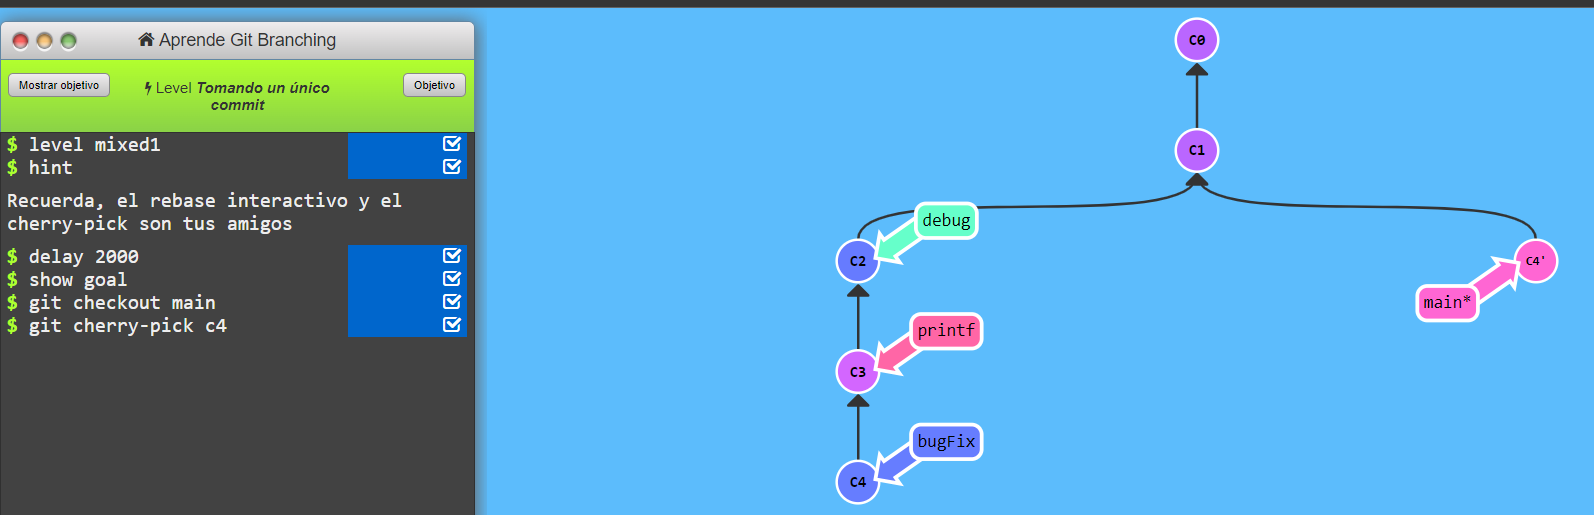 Aprende Git Branching
Mostrar objetivo
Level Tomando un único
commit
Objetivo
$ level mixed1
$ hint
Recuerda, el rebase interactivo y el
cherry-pick son tus amigos
$ delay 2000
$ show goal
$ git checkout main
$ git cherry-pick c4
C0
C1
debug
C2
C4'
main*
printf
C3
bugFix
C4